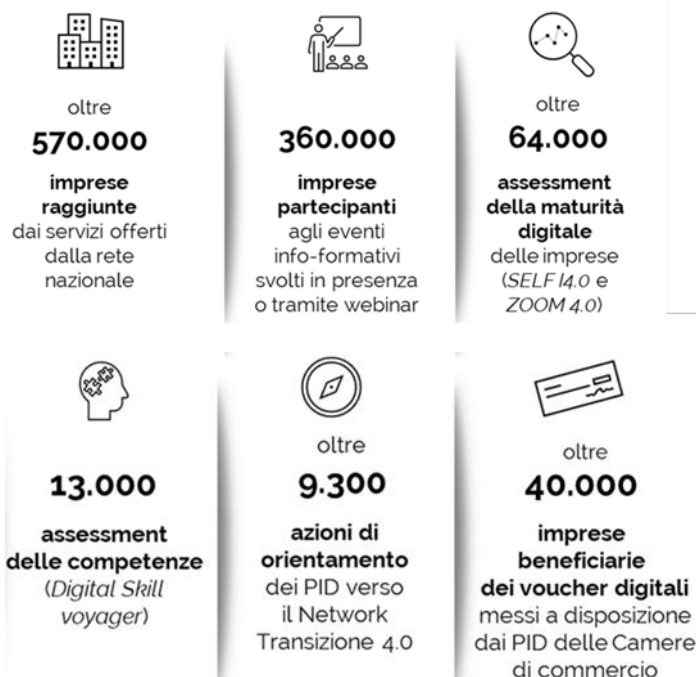 oltre
570.000
imprese
raggiunte
dai servizi offerti
dalla rete
nazionale
360.000
imprese
partecipanti
agli eventi
info-formativi
svolti in presenza
o tramite webinar
oltre
64.000
assessment
della maturità
digitale
delle imprese
(SELF I4.0 e
ZOOM 4.0)
13.000
assessment
delle competenze
(Digital Skill
voyager)
oltre
9.300
azioni di
orientamento
dei PID verso
il Network
Transizione 4.0
oltre
40.000
imprese
beneficiarie
dei voucher digitali
messi a disposizione
dai PID delle Camere
di commercio